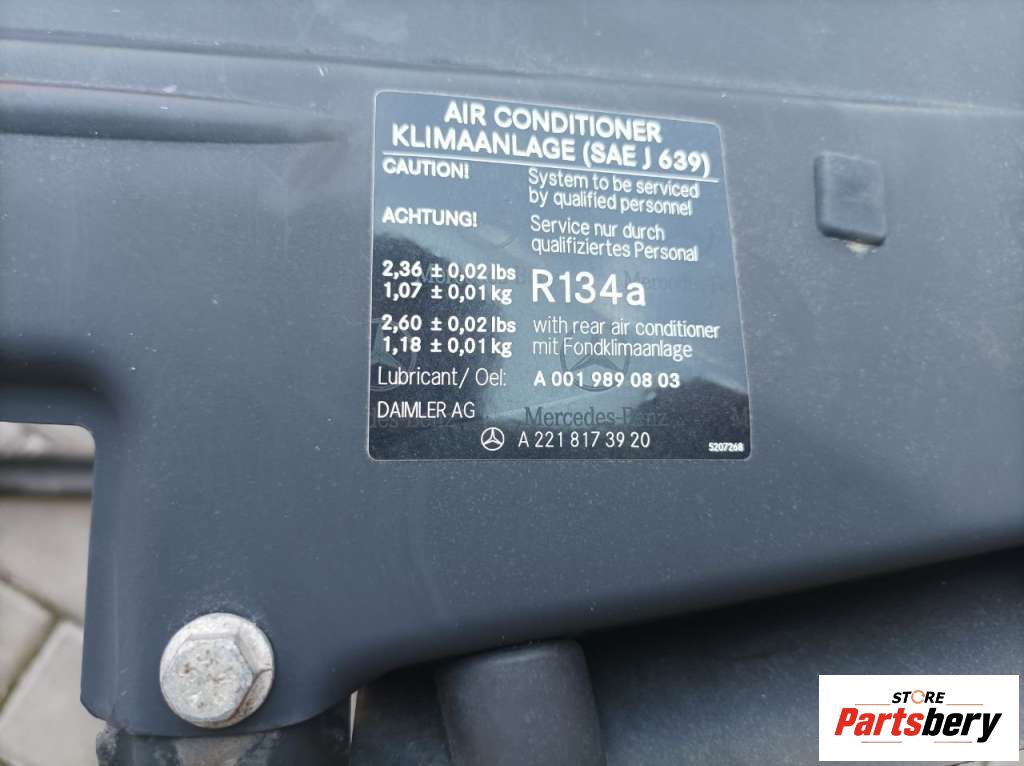 AIR CONDITIONER
KLIMAANLAGE (SAE J 639)
CAUTION! System to be serviced
by qualified personnel
ACHTUNG! Service nur durch
qualifiziertes Personal
2,36 ± 0,02 lbs
1,07 ± 0,01 kg R134a
2,60 ± 0,02 lbs with rear air conditioner
1,18 ± 0,01 kg mit Fondklimaanlage
Lubricant/ Oel: A 001 989 08 03
DAIMLER AG
Mercedes-Benz
A 221 817 39 20 5207268
STORE
Partsbery